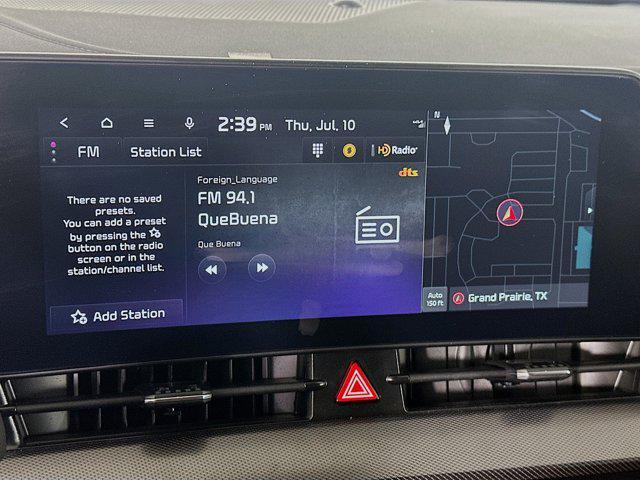 2:39 PM Thu, Jul. 10
FM Station List HD Radio
dts
There are no saved
presets.
You can add a preset
by pressing the
button on the radio
screen or in the
station/channel list.
Add Station
Foreign_Language
FM 94.1
QueBuena
Que Buena
N
Auto
150 ft
Grand Prairie, TX